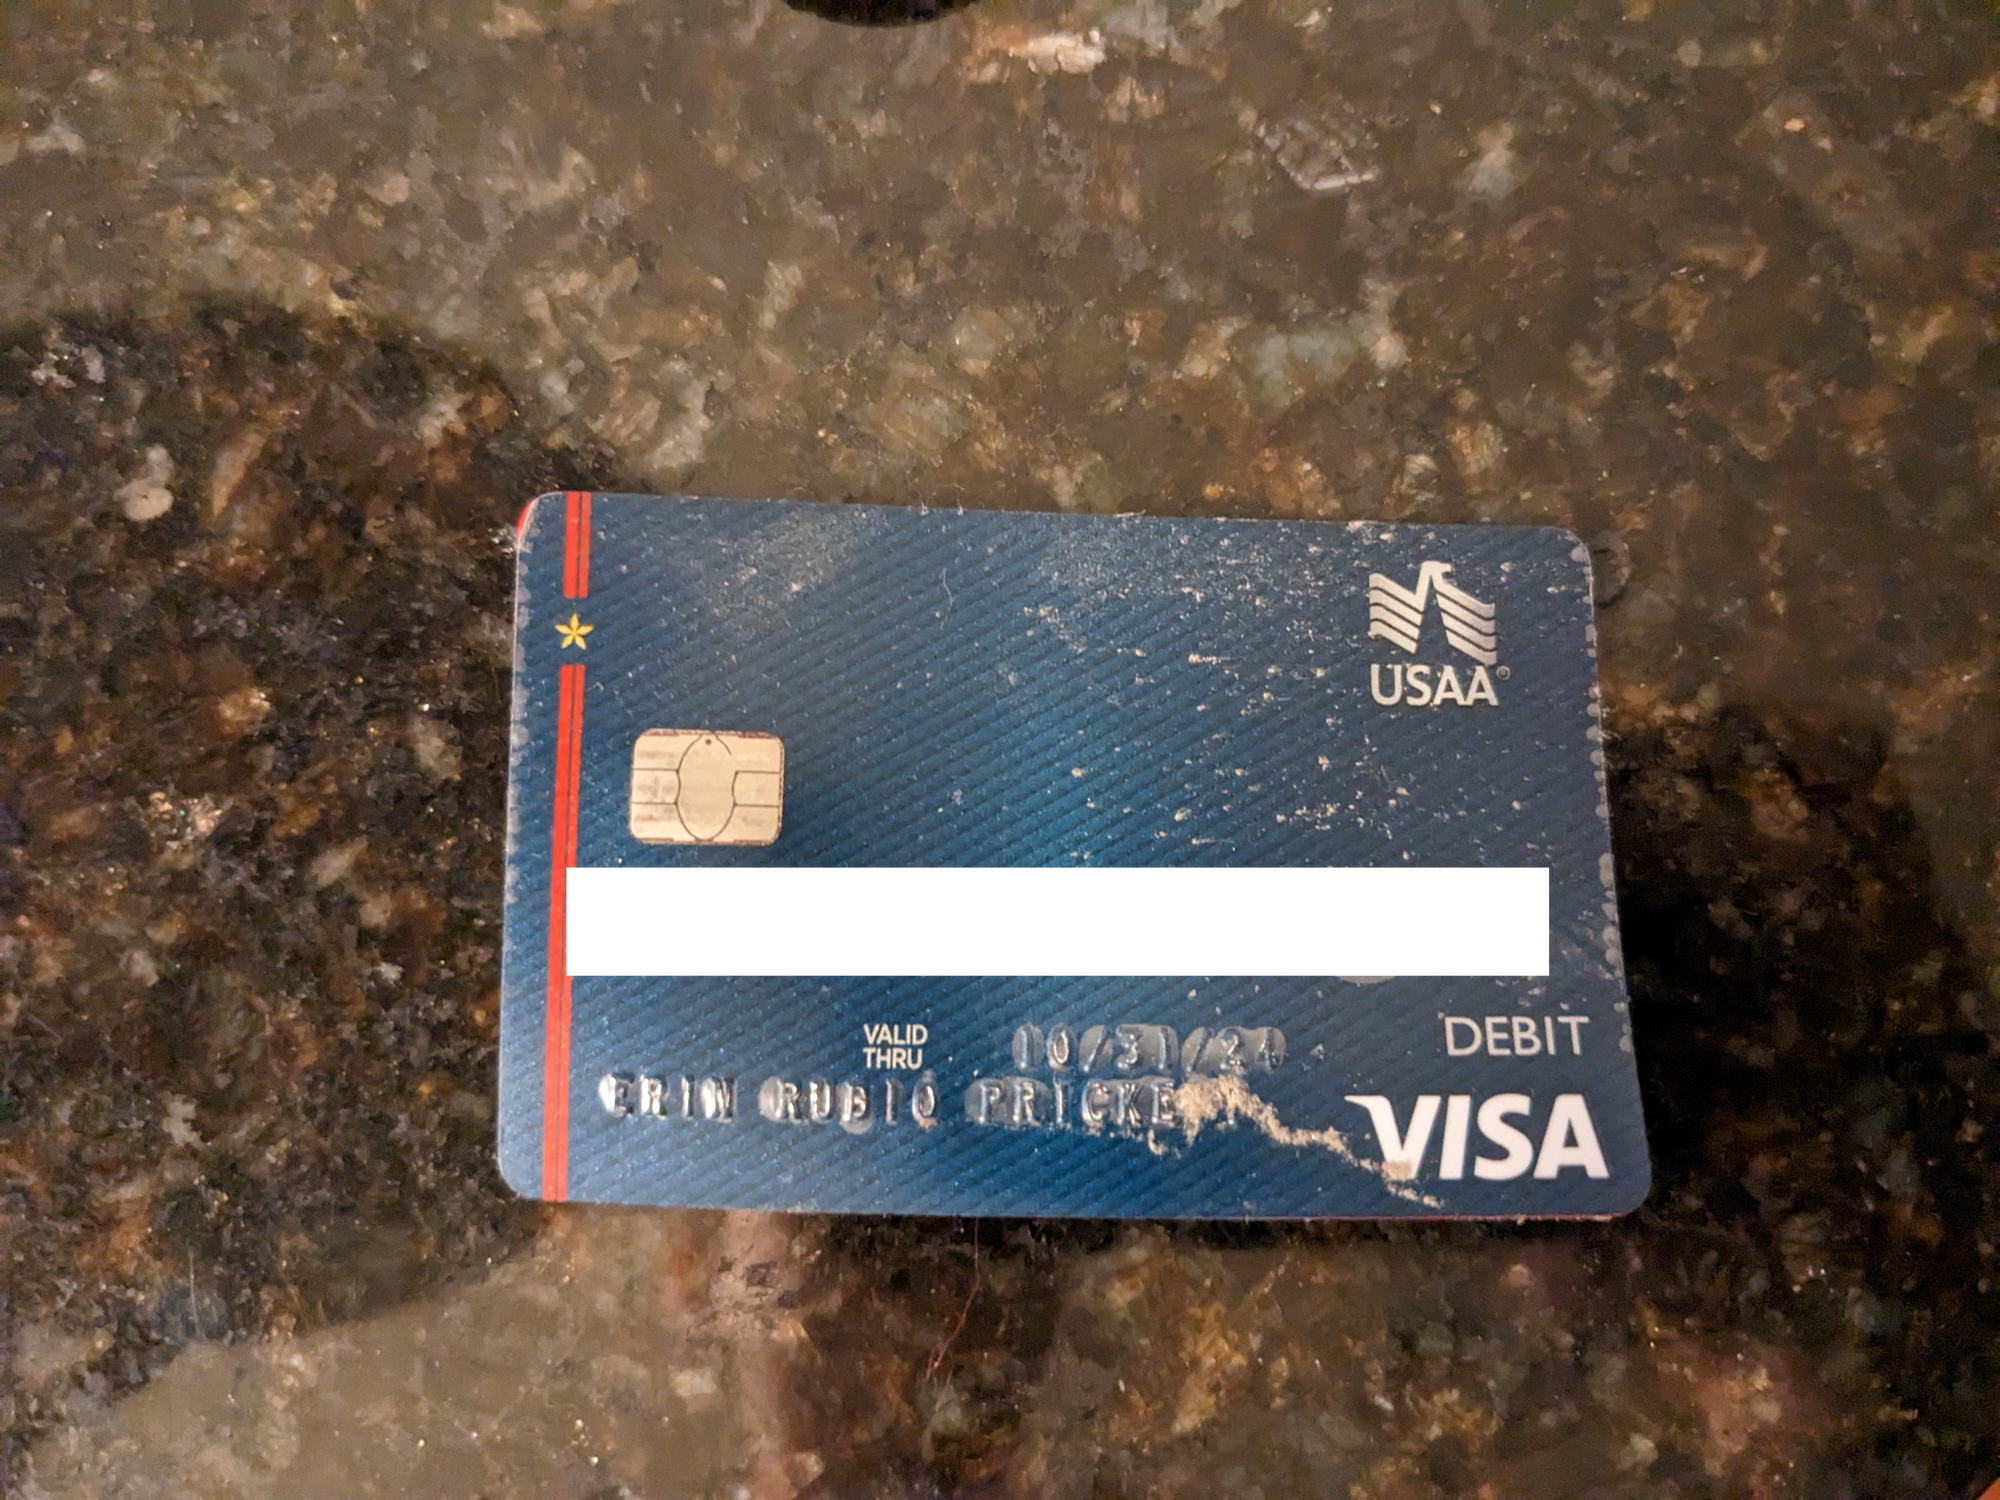 USAA®
VALID
THRU
10/31/24
DEBIT
ERIN RUBIO
VISA